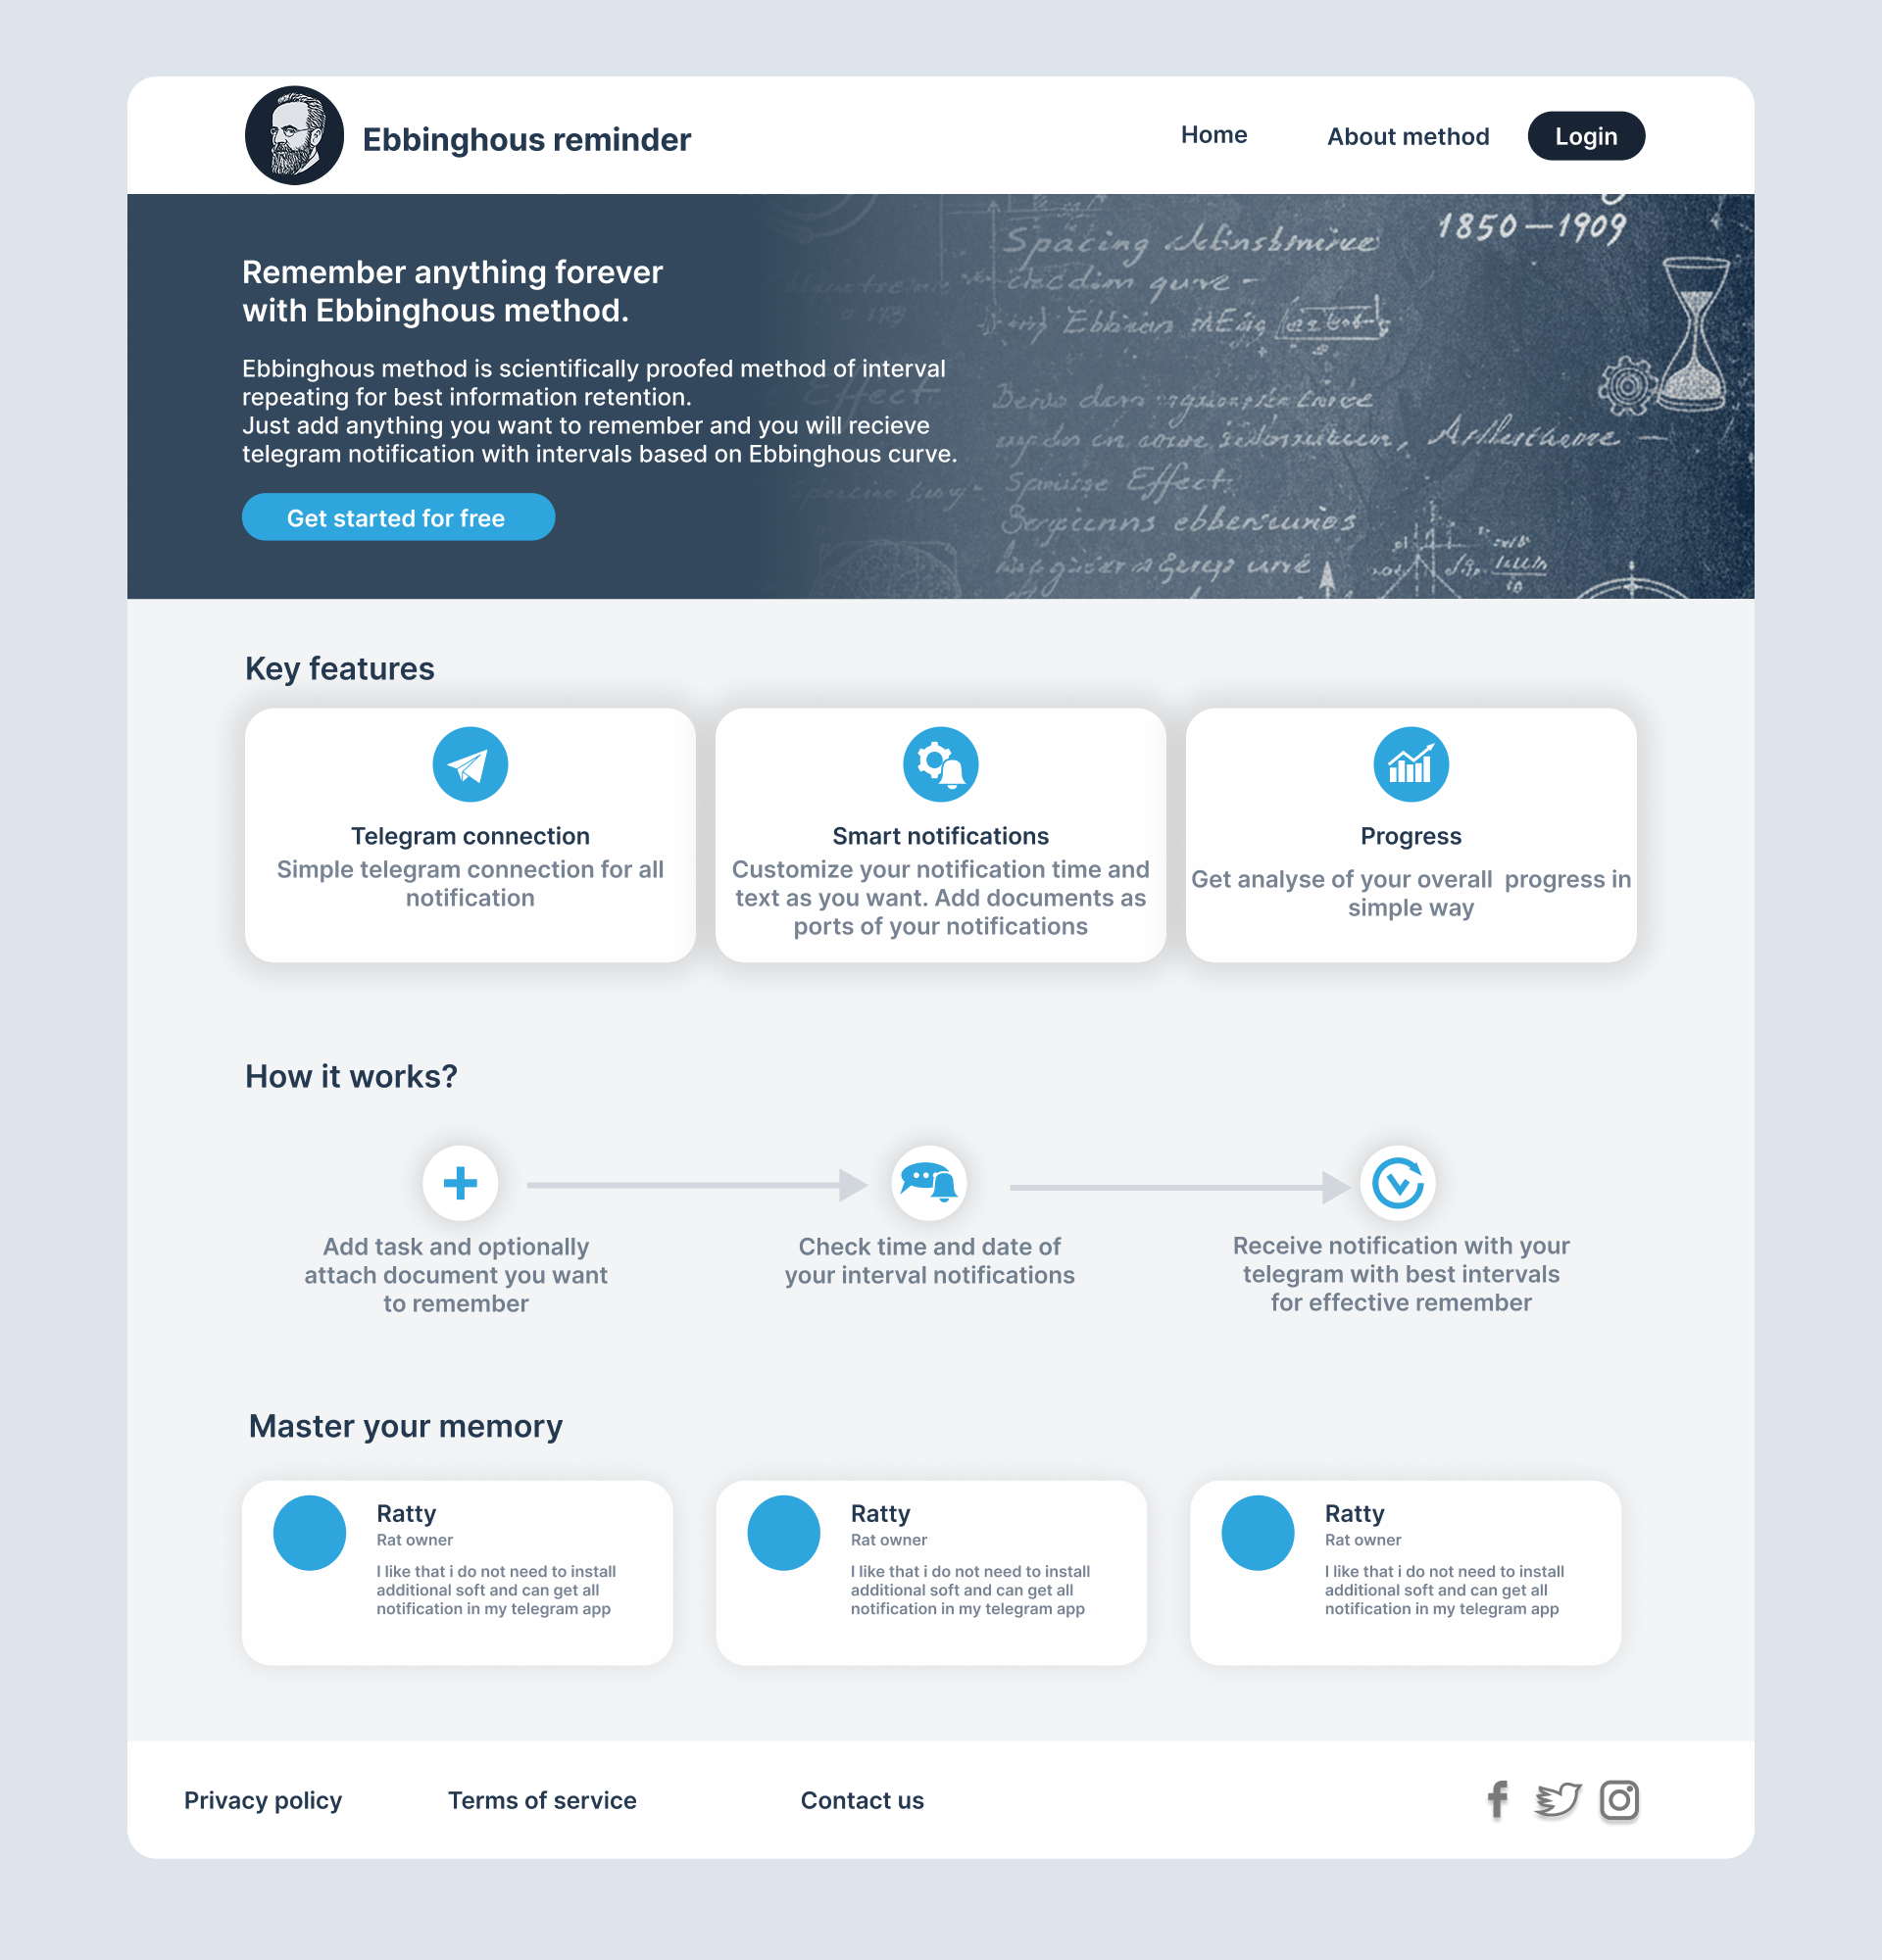 Ebbinghous reminder
Home
About method
Login
1850 — 1909
Remember anything forever
with Ebbinghous method.
Ebbinghous method is scientifically proofed method of interval
repeating for best information retention.
Just add anything you want to remember and you will recieve
telegram notification with intervals based on Ebbinghous curve.
Get started for free
Spacing
Effect.
Effect.
Key features
Telegram connection
Simple telegram connection for all
notification
Smart notifications
Customize your notification time and
text as you want. Add documents as
ports of your notifications
Progress
Get analyse of your overall  progress in
simple way
How it works?
Add task and optionally
attach document you want
to remember
Check time and date of
your interval notifications
Receive notification with your
telegram with best intervals
for effective remember
Master your memory
Ratty
Rat owner
I like that i do not need to install
additional soft and can get all
notification in my telegram app
Ratty
Rat owner
I like that i do not need to install
additional soft and can get all
notification in my telegram app
Ratty
Rat owner
I like that i do not need to install
additional soft and can get all
notification in my telegram app
Privacy policy
Terms of service
Contact us